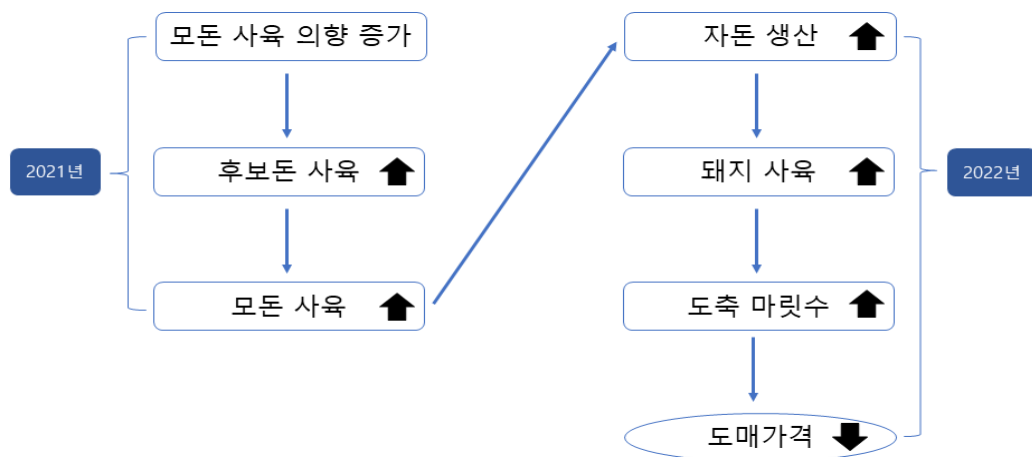 2021년
모돈 사육 의향 증가
후보돈 사육
모돈 사육
자돈 생산
돼지 사육
도축 마릿수
도매가격
2022년